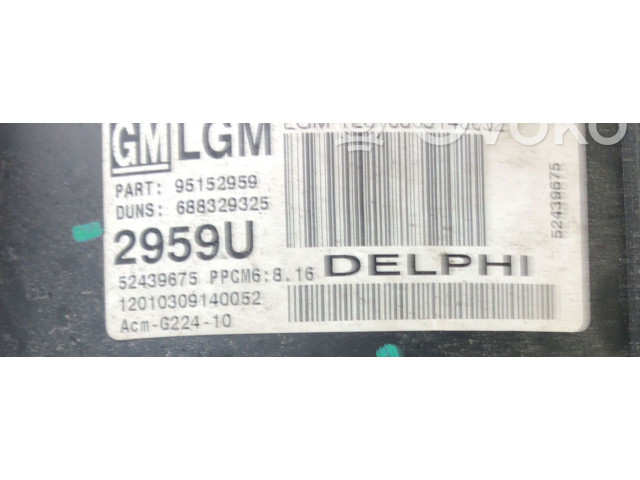 GM LGM
PART: 95152959
DUNS: 688329325
2959U
52439675 PPCM6:8.16
DELPHI
12010309140052
Acm-G224-10
52439675